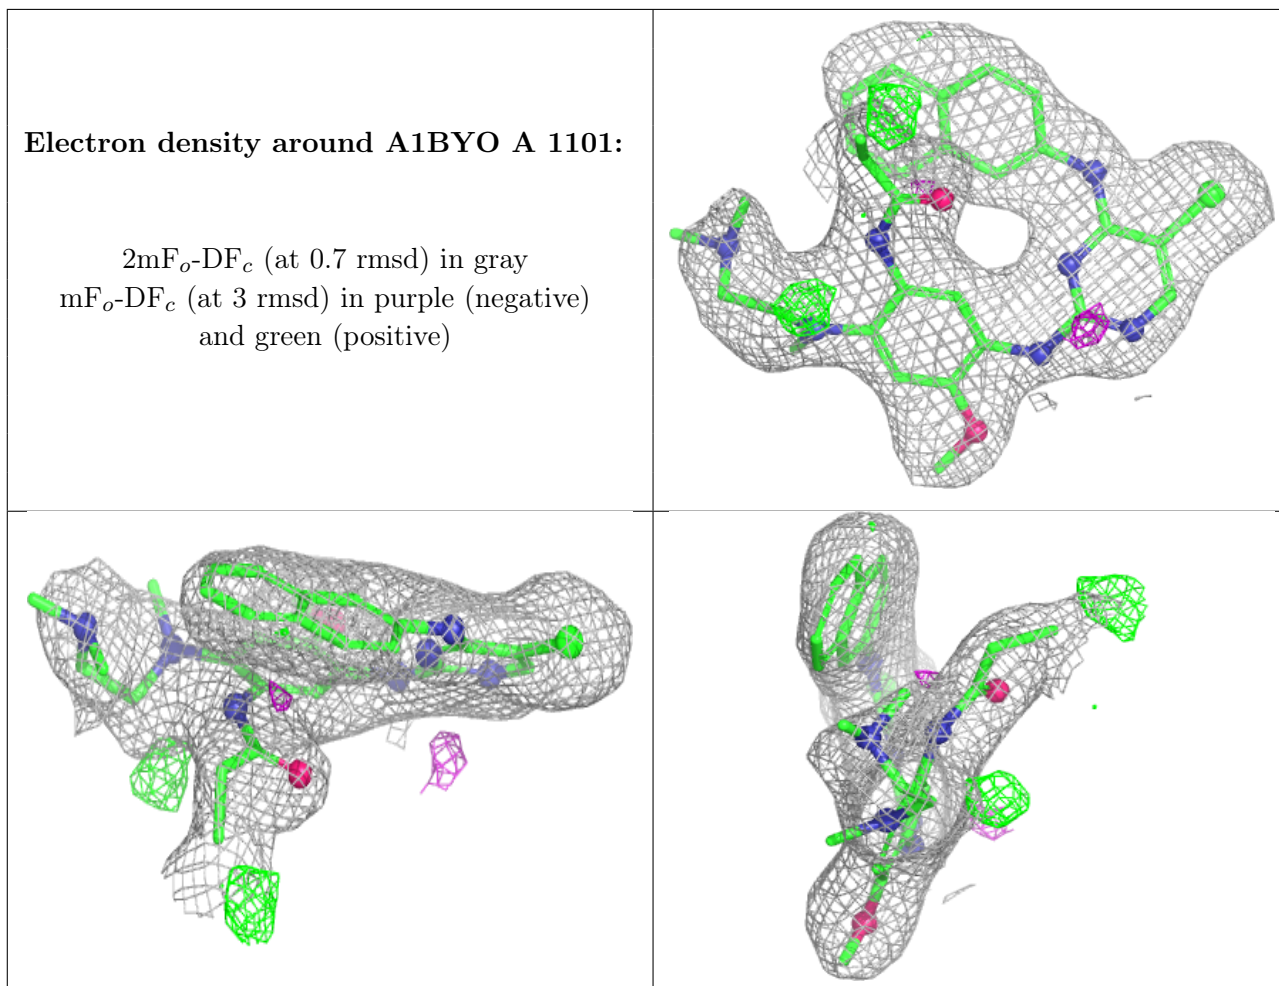 Electron density around A1BYO A 1101:
2mFo-DFc (at 0.7 rmsd) in gray
mFo-DFc (at 3 rmsd) in purple (negative)
and green (positive)